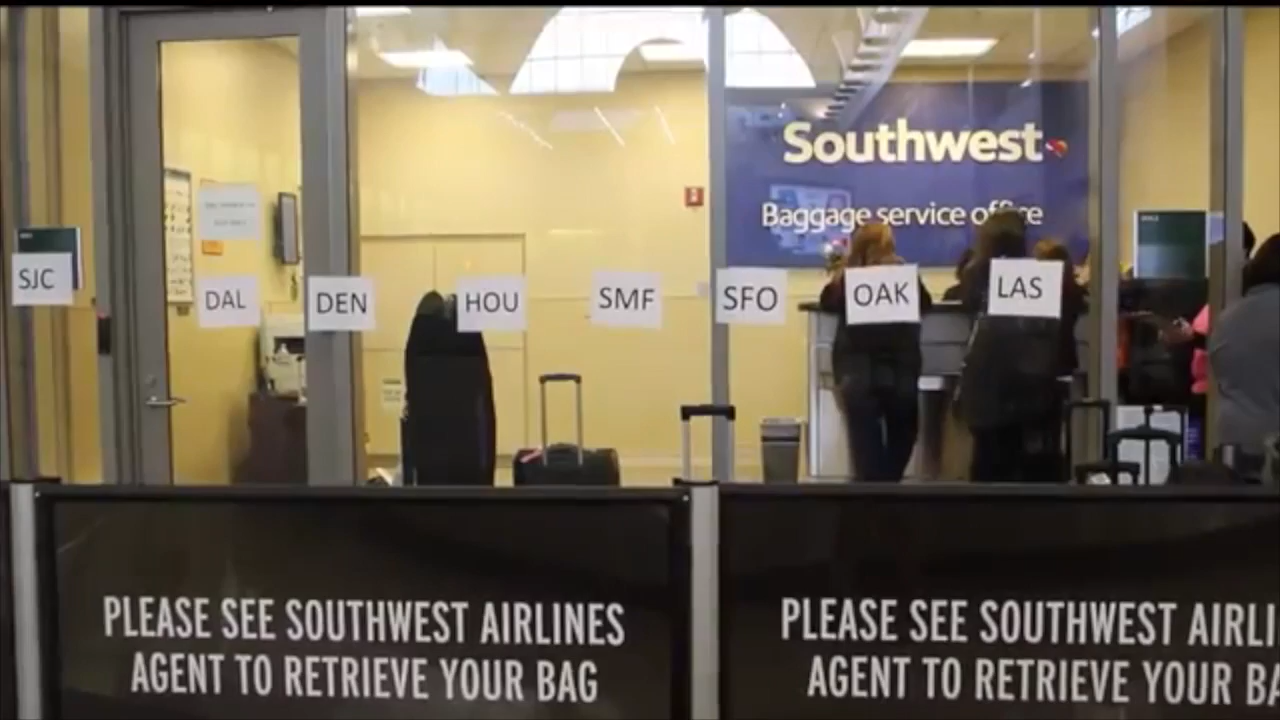 Southwest
Baggage service office
SJC
DAL
DEN
HOU
SMF
SFO
OAK
LAS
PLEASE SEE SOUTHWEST AIRLINES
AGENT TO RETRIEVE YOUR BAG
PLEASE SEE SOUTHWEST AIRLI
AGENT TO RETRIEVE YOUR BA